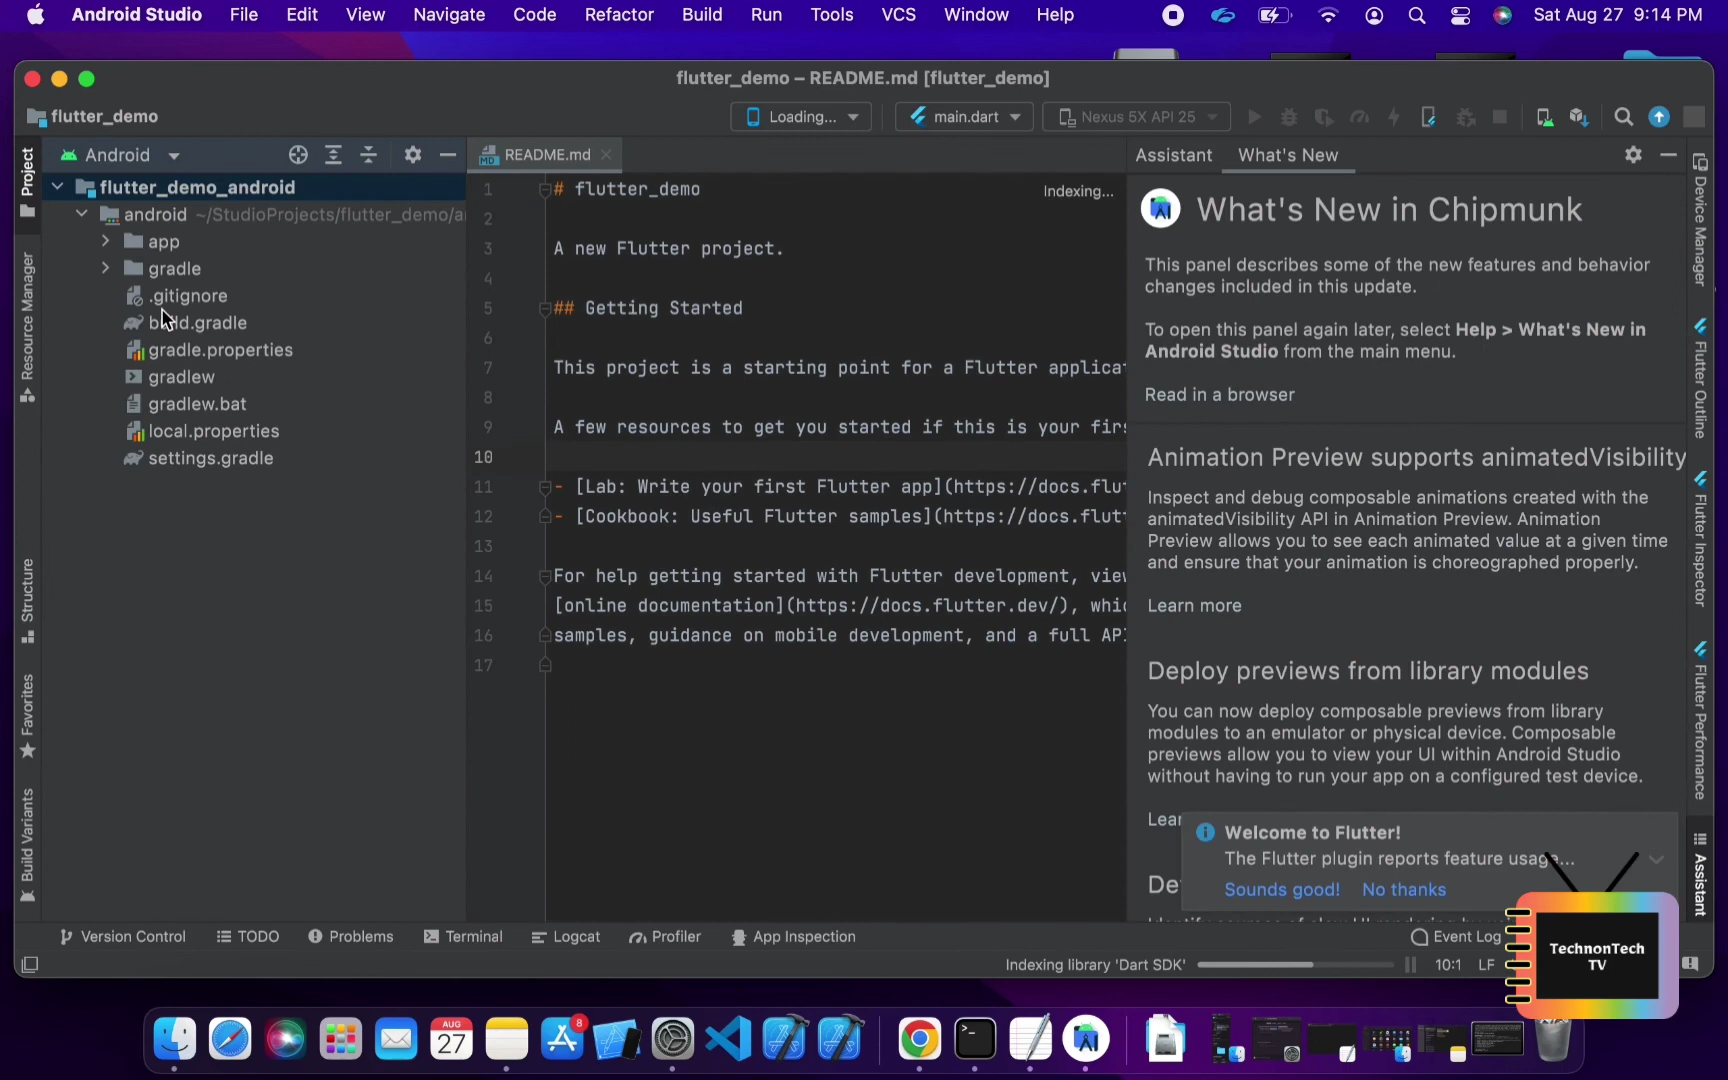 Android Studio File Edit View Navigate Code Refactor Build Run Tools VCS Window Help Sat Aug 27 9:14 PM
flutter_demo – README.md [flutter_demo]
flutter_demo
Loading...
main.dart
Nexus 5X API 25
Project
Resource Manager
Structure
Favorites
Build Variants
Android
flutter_demo_android
android ~/StudioProjects/flutter_demo/a
app
gradle
.gitignore
build.gradle
gradle.properties
gradlew
gradlew.bat
local.properties
settings.gradle
README.md
Indexing...
1 # flutter_demo
2
3 A new Flutter project.
4
5 ## Getting Started
6
7 This project is a starting point for a Flutter applica
8
9 A few resources to get you started if this is your firs
10
11 - [Lab: Write your first Flutter app](https://docs.flut
12 - [Cookbook: Useful Flutter samples](https://docs.flutt
13
14 For help getting started with Flutter development, view
15 [online documentation](https://docs.flutter.dev/), whic
16 samples, guidance on mobile development, and a full API
17
Assistant What's New
What's New in Chipmunk
This panel describes some of the new features and behavior
changes included in this update.
To open this panel again later, select Help > What's New in
Android Studio from the main menu.
Read in a browser
Animation Preview supports animatedVisibility
Inspect and debug composable animations created with the
animatedVisibility API in Animation Preview. Animation
Preview allows you to see each animated value at a given time
and ensure that your animation is choreographed properly.
Learn more
Deploy previews from library modules
You can now deploy composable previews from library
modules to an emulator or physical device. Composable
previews allow you to view your UI within Android Studio
without having to run your app on a configured test device.
Lear
De
Welcome to Flutter!
The Flutter plugin reports feature usage...
Sounds good! No thanks
Device Manager
Flutter Outline
Flutter Inspector
Flutter Performance
Assistant
Version Control TODO Problems Terminal Logcat Profiler App Inspection Event Log
Indexing library 'Dart SDK' 10:1 LF
TechnonTech
TV
AUG
27
8